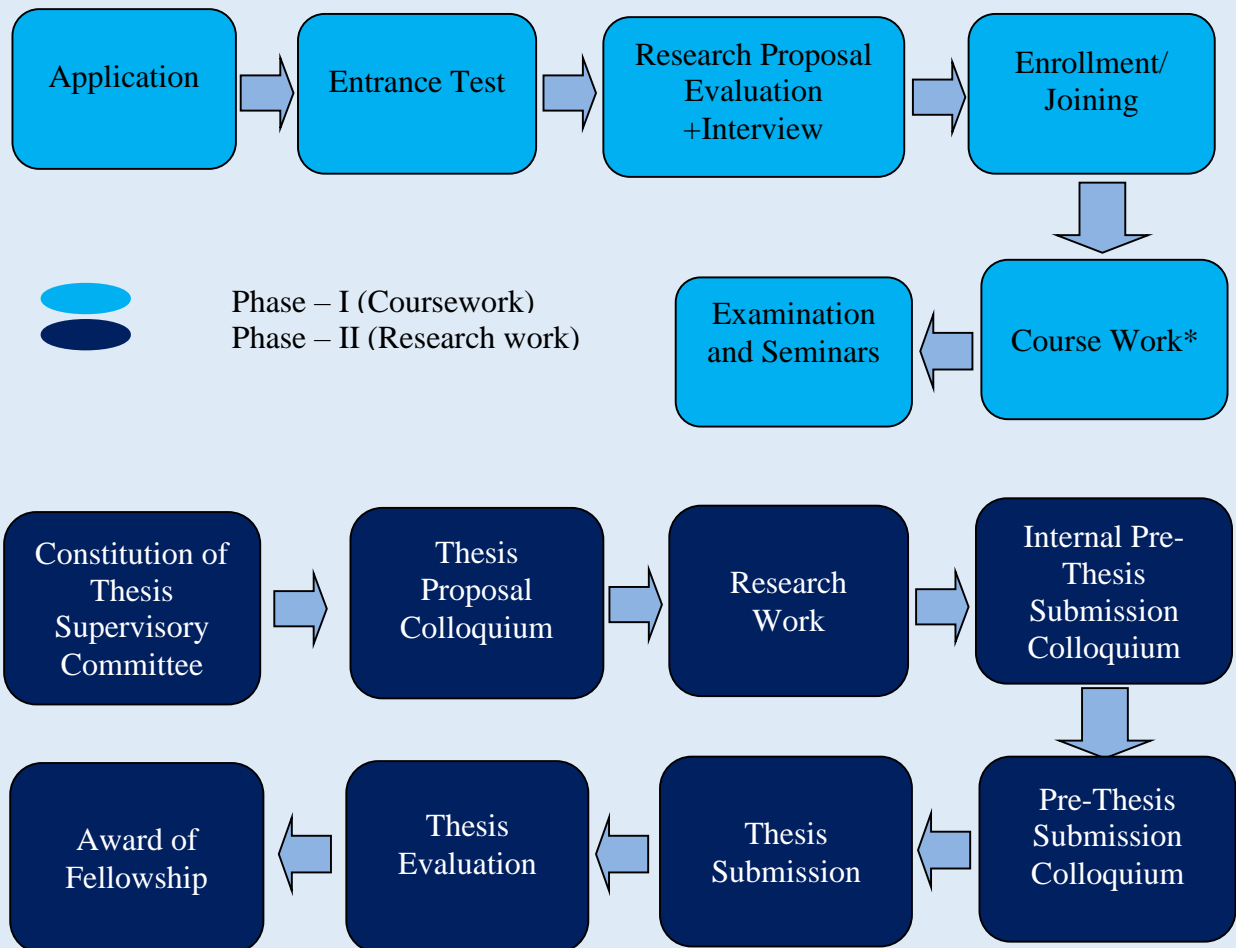 Application
Entrance Test
Research Proposal
Evaluation
+Interview
Enrollment/
Joining
Phase – I (Coursework)
Phase – II (Research work)
Examination
and Seminars
Course Work*
Constitution of
Thesis
Supervisory
Committee
Thesis
Proposal
Colloquium
Research
Work
Internal Pre-
Thesis
Submission
Colloquium
Award of
Fellowship
Thesis
Evaluation
Thesis
Submission
Pre-Thesis
Submission
Colloquium